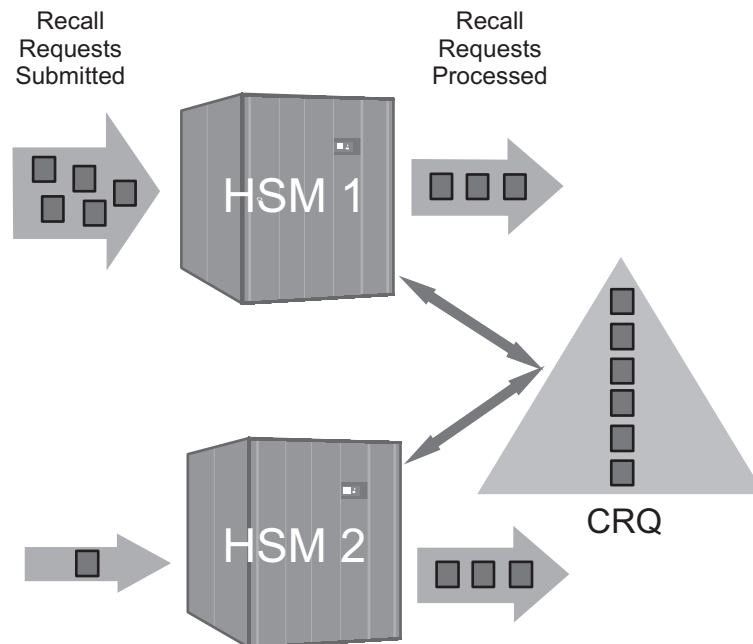 Recall
Requests
Submitted
Recall
Requests
Processed
HSM 1
HSM 2
CRQ